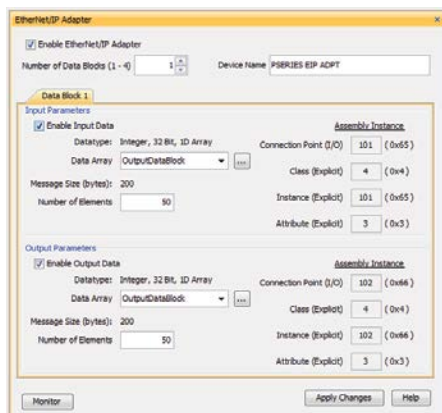 EtherNet/IP Adapter
Enable EtherNet/IP Adapter
Number of Data Blocks (1 - 4) 1 Device Name PSERIES EIP ADPT
Data Block 1
Input Parameters
Enable Input Data Assembly Instance
Datatype: Integer, 32 Bit, 1D Array Connection Point (I/O) 101 (0x65)
Data Array OutputDataBlock ... Class (Explicit) 4 (0x4)
Message Size (bytes): 200 Instance (Explicit) 101 (0x65)
Number of Elements 50 Attribute (Explicit) 3 (0x3)
Output Parameters
Enable Output Data Assembly Instance
Datatype: Integer, 32 Bit, 1D Array Connection Point (I/O) 102 (0x66)
Data Array OutputDataBlock ... Class (Explicit) 4 (0x4)
Message Size (bytes): 200 Instance (Explicit) 102 (0x66)
Number of Elements 50 Attribute (Explicit) 3 (0x3)
Monitor Apply Changes Help